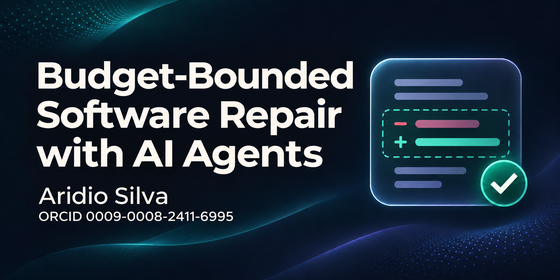 Budget-Bounded
Software Repair
with AI Agents
Aridio Silva
ORCID 0009-0008-2411-6995